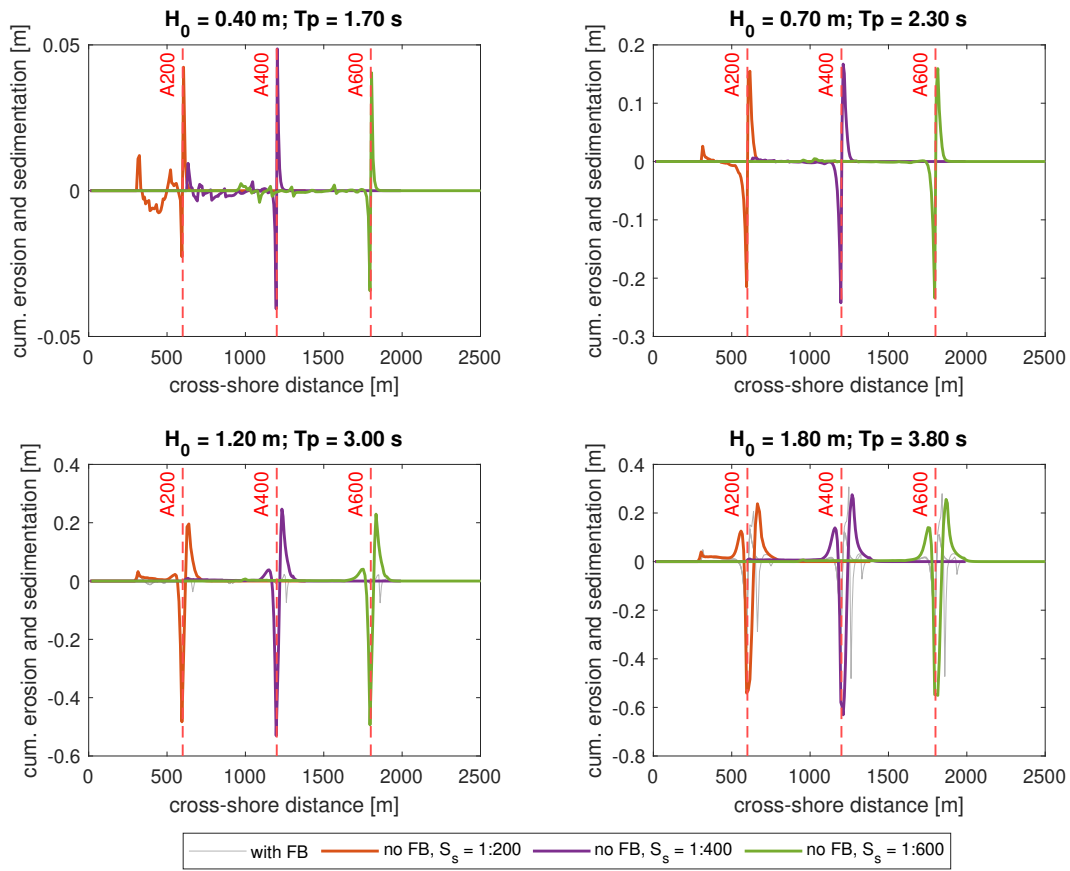 H_0 = 0.40 m; Tp = 1.70 s
cum. erosion and sedimentation [m]
0.05
0
-0.05
A200
A400
A600
0 500 1000 1500 2000 2500
cross-shore distance [m]
H_0 = 0.70 m; Tp = 2.30 s
cum. erosion and sedimentation [m]
0.2
0.1
0
-0.1
-0.2
-0.3
A200
A400
A600
0 500 1000 1500 2000 2500
cross-shore distance [m]
H_0 = 1.20 m; Tp = 3.00 s
cum. erosion and sedimentation [m]
0.4
0.2
0
-0.2
-0.4
-0.6
A200
A400
A600
0 500 1000 1500 2000 2500
cross-shore distance [m]
H_0 = 1.80 m; Tp = 3.80 s
cum. erosion and sedimentation [m]
0.4
0.2
0
-0.2
-0.4
-0.6
-0.8
A200
A400
A600
0 500 1000 1500 2000 2500
cross-shore distance [m]
with FB no FB, S_s = 1:200 no FB, S_s = 1:400 no FB, S_s = 1:600